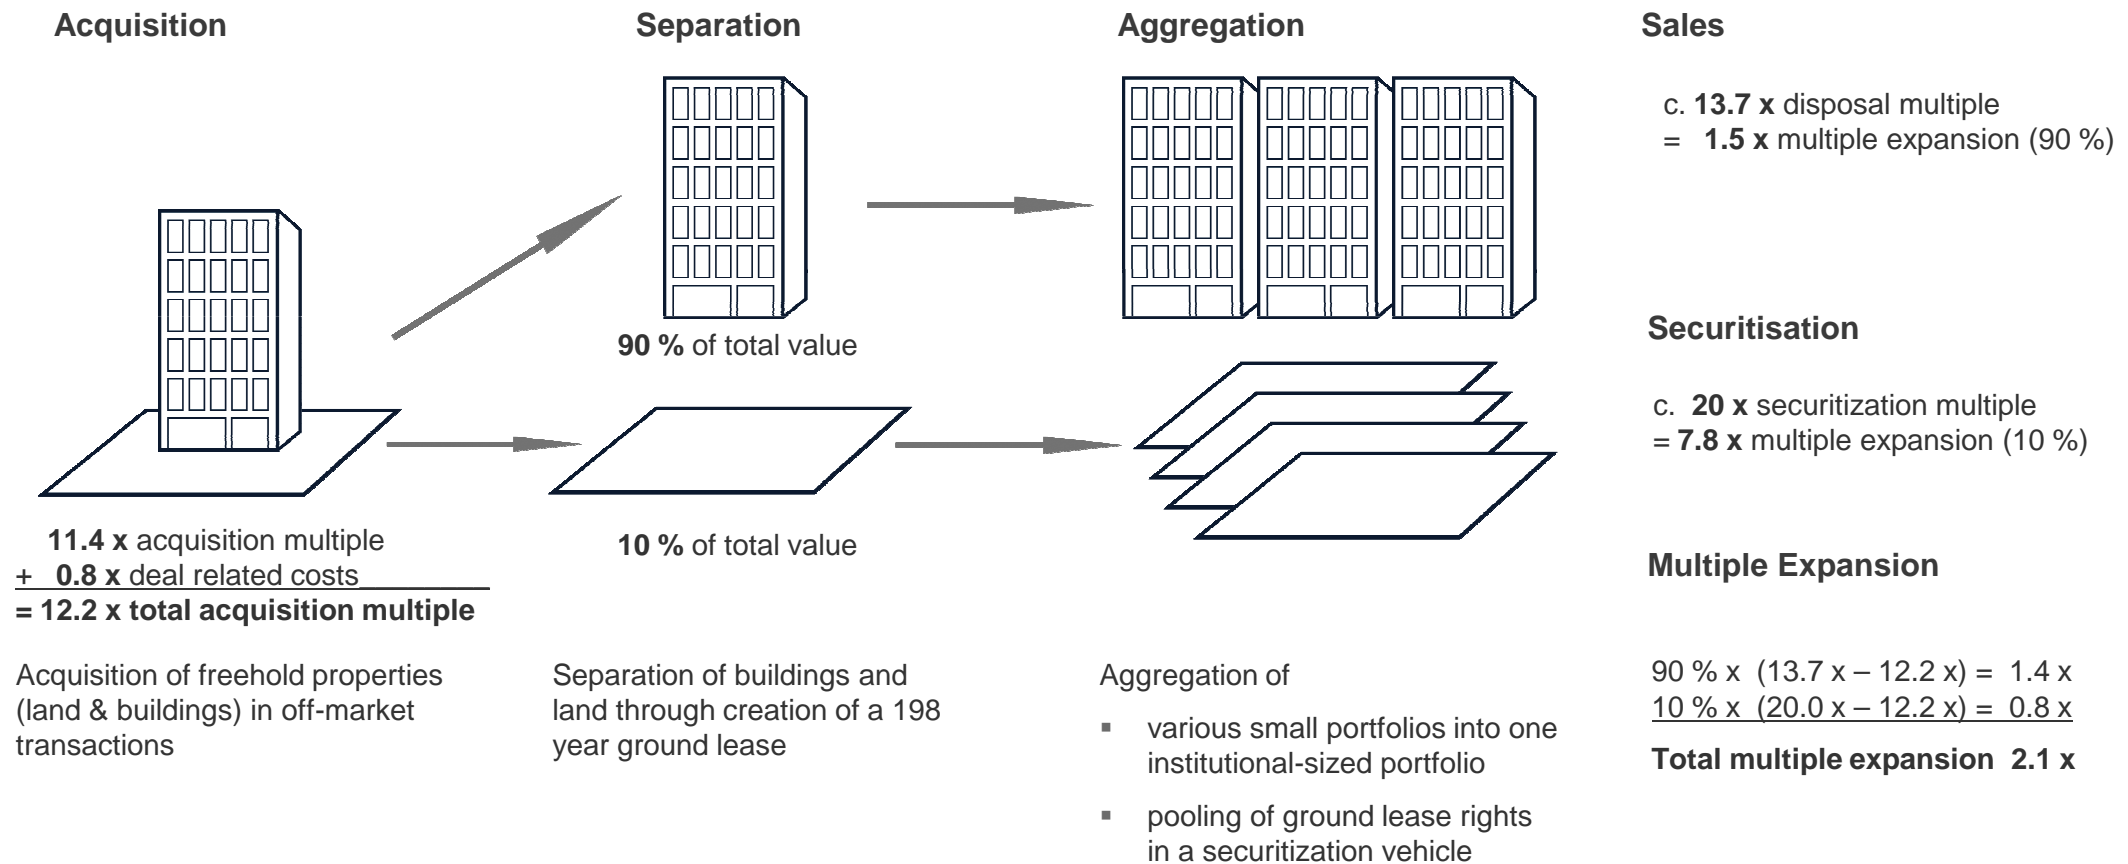 Acquisition
11.4 x acquisition multiple
+ 0.8 x deal related costs
= 12.2 x total acquisition multiple
Acquisition of freehold properties
(land & buildings) in off-market
transactions
Separation
90 % of total value
10 % of total value
Separation of buildings and
land through creation of a 198
year ground lease
Aggregation
Aggregation of
▪ various small portfolios into one
institutional-sized portfolio
▪ pooling of ground lease rights
in a securitization vehicle
Sales
c. 13.7 x disposal multiple
= 1.5 x multiple expansion (90 %)
Securitisation
c. 20 x securitization multiple
= 7.8 x multiple expansion (10 %)
Multiple Expansion
90 % x (13.7 x – 12.2 x) = 1.4 x
10 % x (20.0 x – 12.2 x) = 0.8 x
Total multiple expansion 2.1 x